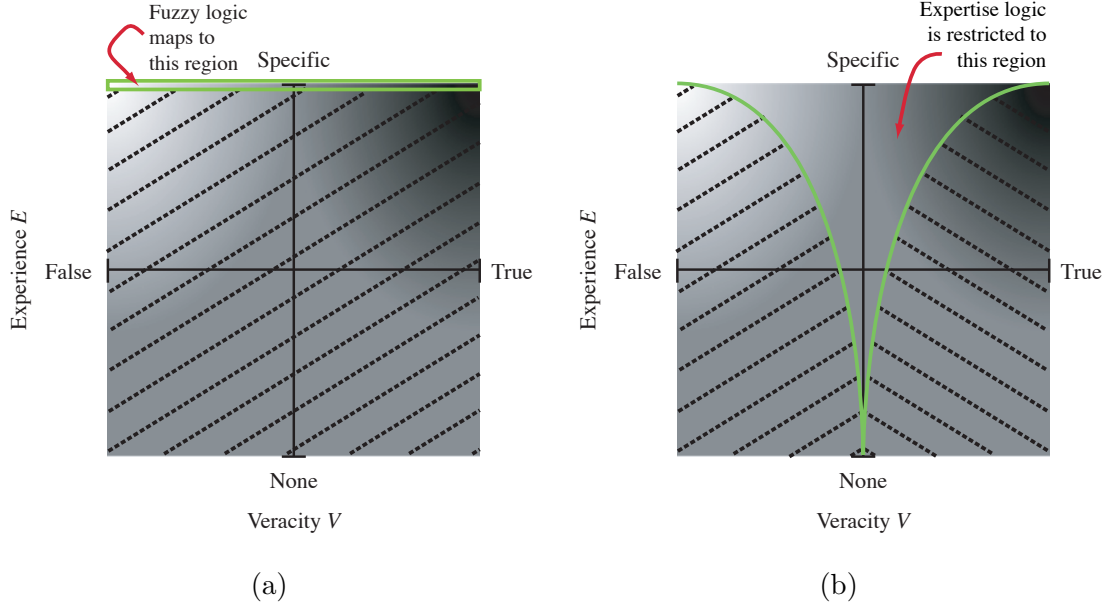 Fuzzy logic
maps to
this region
Specific
False
True
Experience E
None
Veracity V
(a)
Expertise logic
is restricted to
this region
Specific
False
True
Experience E
None
Veracity V
(b)